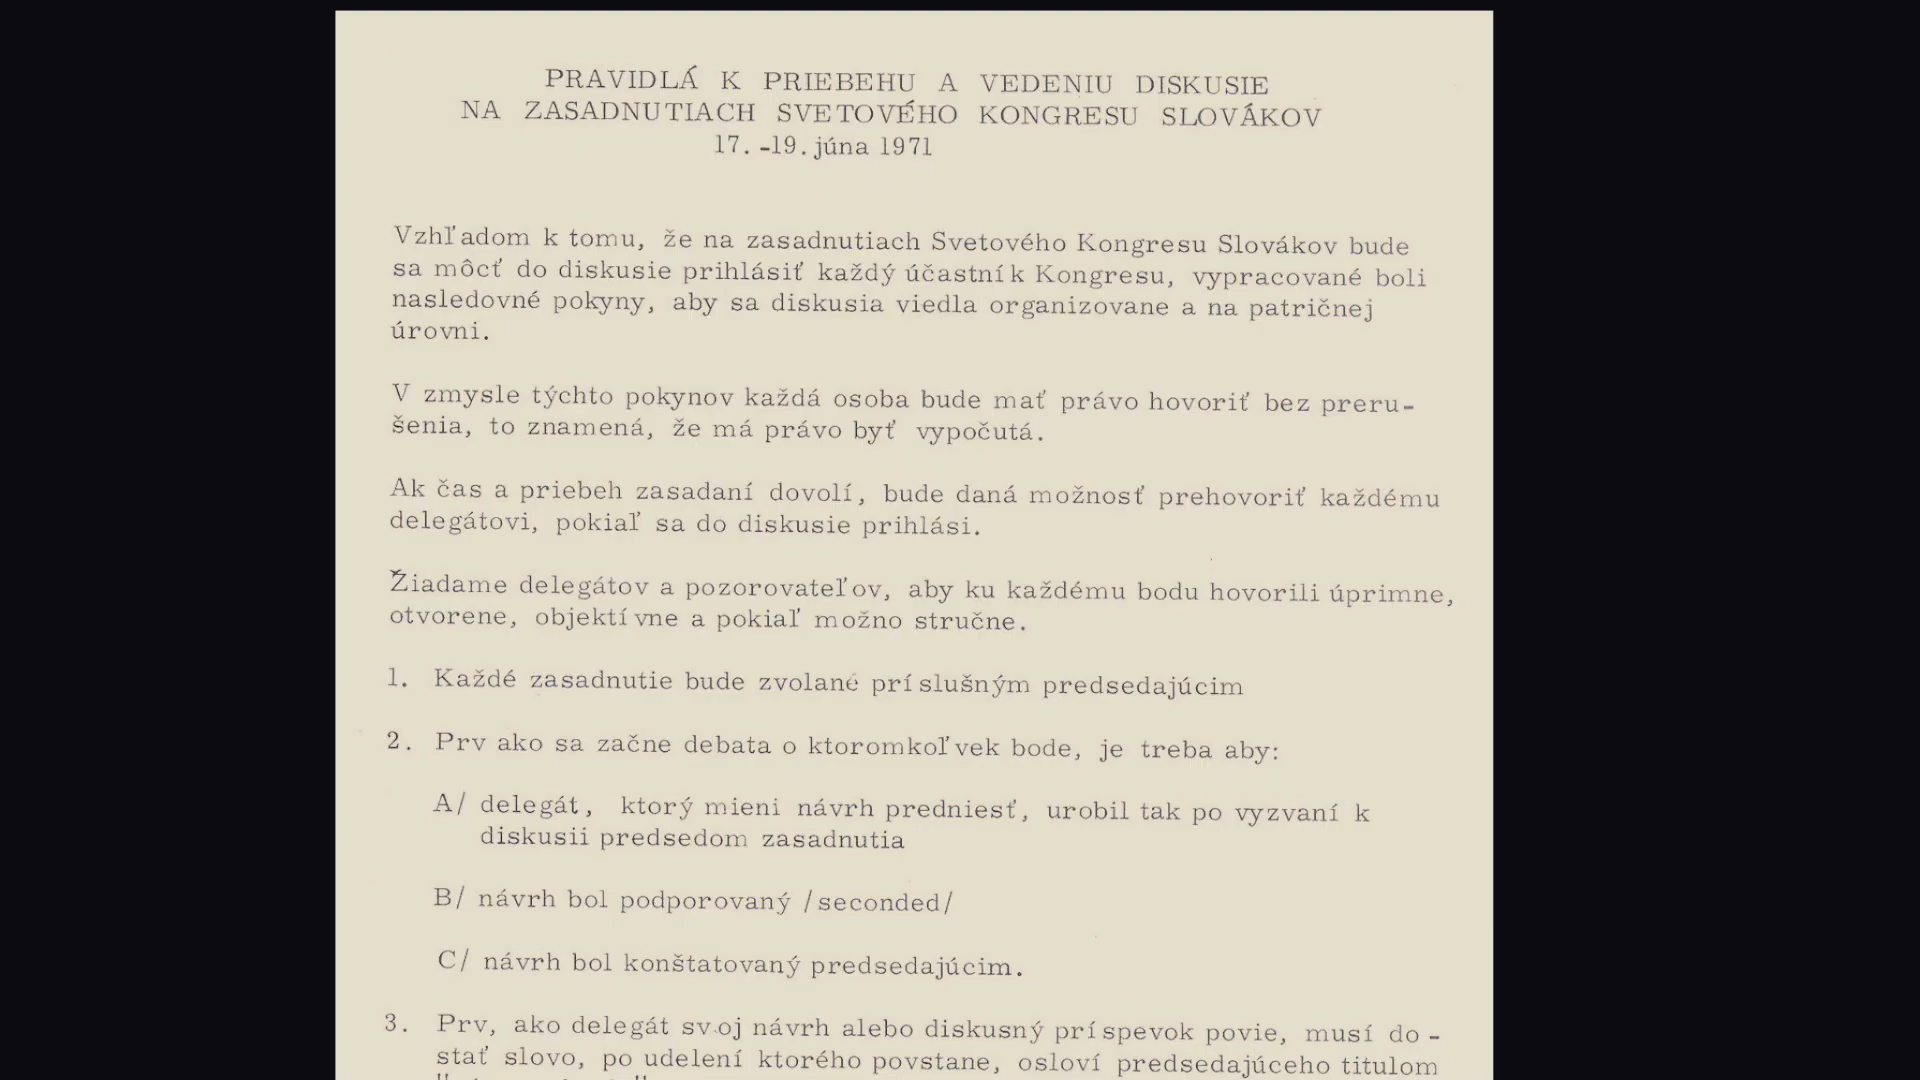 PRAVIDLÁ K PRIEBEHU A VEDENIU DISKUSIE
NA ZASADNUTIACH SVETOVÉHO KONGRESU SLOVÁKOV
17. -19. júna 1971
Vzhľadom k tomu, že na zasadnutiach Svetového Kongresu Slovákov bude
sa môcť do diskusie prihlásiť každý účastník Kongresu, vypracované boli
nasledovné pokyny, aby sa diskusia viedla organizovane a na patričnej
úrovni.
V zmysle týchto pokynov každá osoba bude mať právo hovoriť bez preru-
šenia, to znamená, že má právo byť vypočutá.
Ak čas a priebeh zasadaní dovolí, bude daná možnosť prehovoriť každému
delegátovi, pokiaľ sa do diskusie prihlási.
Žiadame delegátov a pozorovateľov, aby ku každému bodu hovorili úprimne,
otvorene, objektívne a pokiaľ možno stručne.
1. Každé zasadnutie bude zvolané príslušným predsedajúcim
2. Prv ako sa začne debata o ktoromkoľvek bode, je treba aby:
A/ delegát, ktorý mieni návrh predniesť, urobil tak po vyzvaní k
diskusii predsedom zasadnutia
B/ návrh bol podporovaný /seconded/
C/ návrh bol konštatovaný predsedajúcim.
3. Prv, ako delegát svoj návrh alebo diskusný príspevok povie, musí do-
stať slovo, po udelení ktorého povstane, osloví predsedajúceho titulom